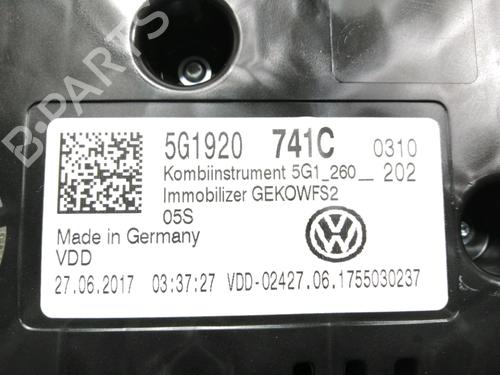 B-PARTS
5G1920 741C 0310
Kombiinstrument 5G1_260__ 202
Immobilizer GEKOWFS2
05S
Made in Germany
VDD
27.06.2017 03:37:27 VDD-02427.06.1755030237